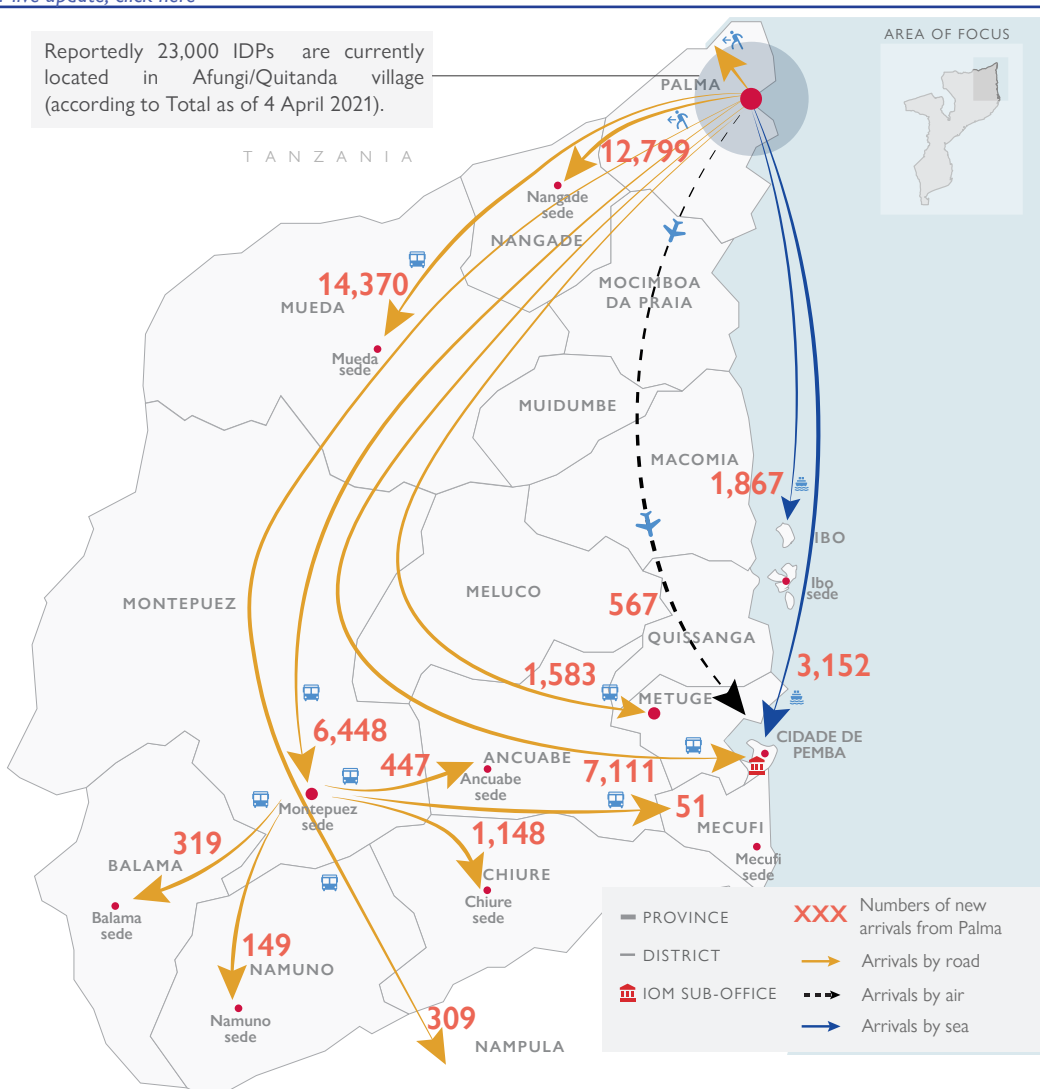 live update, click here
AREA OF FOCUS
Reportedly 23,000 IDPs are currently
located in Afungi/Quitanda village
(according to Total as of 4 April 2021).
PALMA
TANZANIA
12,799
Nangade
sede
NANGADE
14,370
MUEDA
MOCIMBOA
DA PRAIA
Mueda
sede
MUIDUMBE
MACOMIA
1,867
IBO
Ibo
sede
MONTEPUEZ
MELUCO
567
QUISSANGA
1,583
3,152
METUGE
6,448
CIDADE DE
PEMBA
447
ANCUABE
Ancuabe
sede
7,111
Montepuez
sede
51
MECUFI
319
1,148
BALAMA
CHIURE
Mecufi
sede
Chiure
sede
Balama
sede
149
NAMUNO
Namuno
sede
309
NAMPULA
PROVINCE
DISTRICT
IOM SUB-OFFICE
XXX Numbers of new
arrivals from Palma
Arrivals by road
Arrivals by air
Arrivals by sea